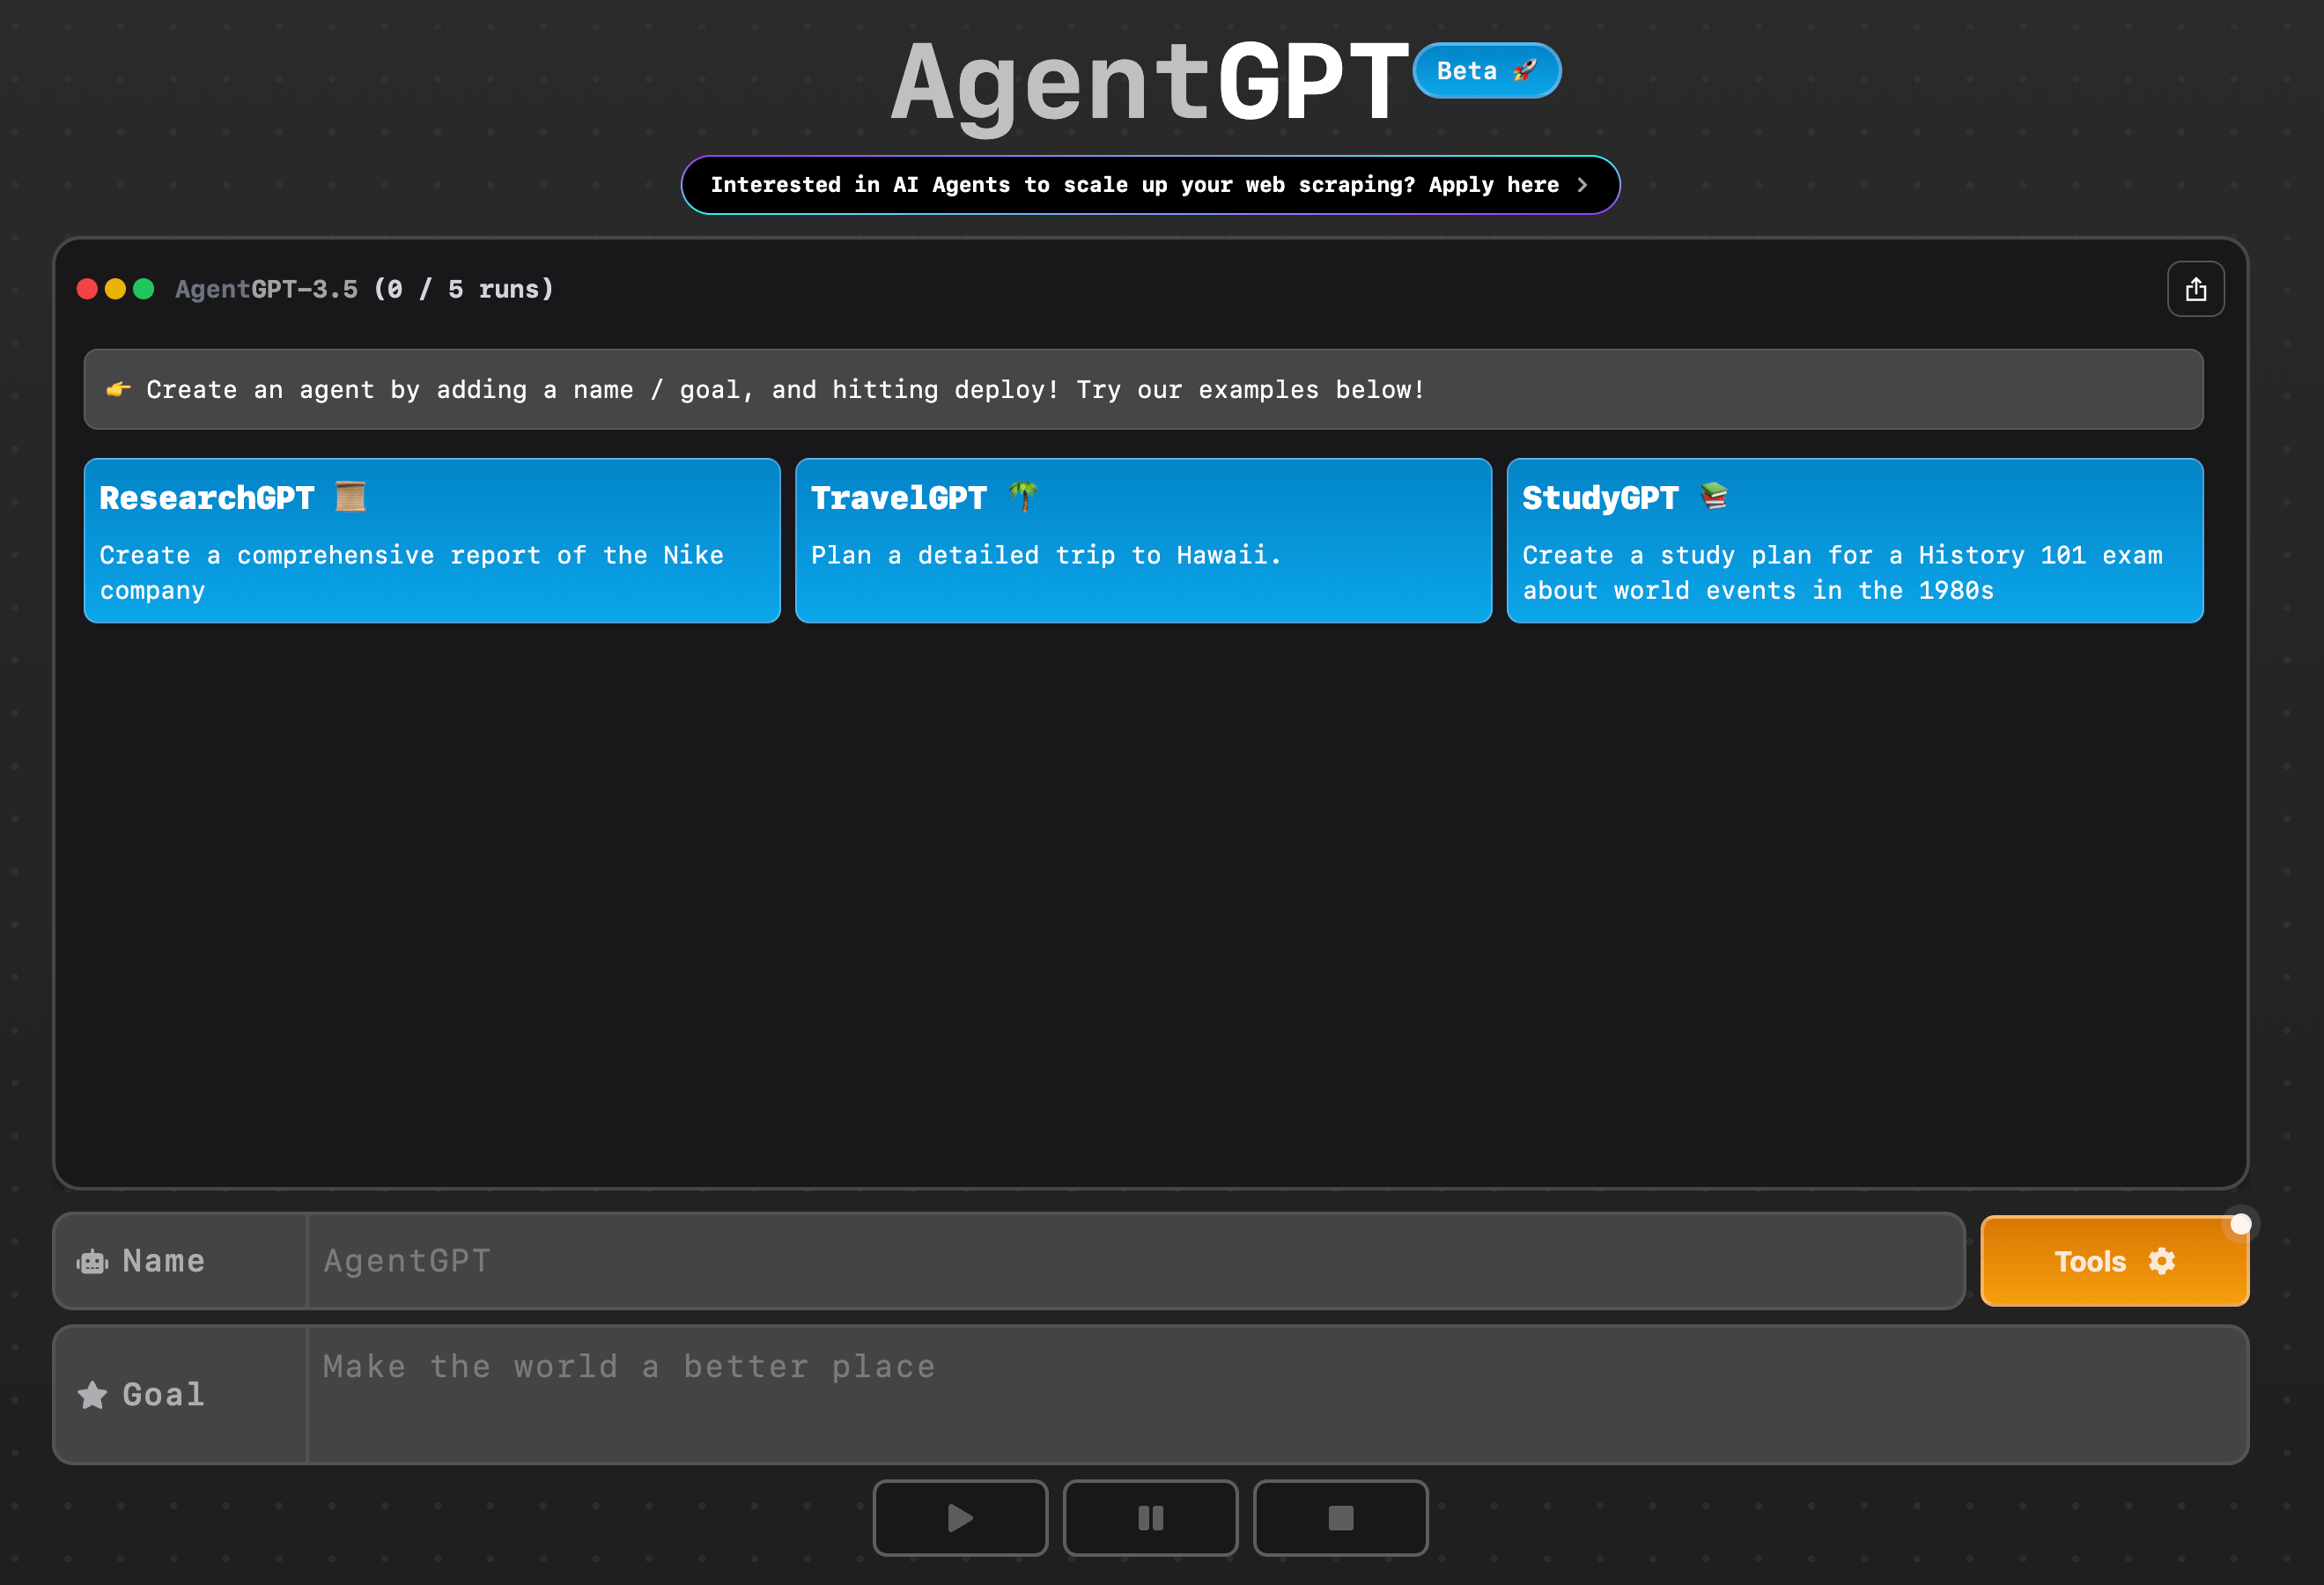 AgentGPT Beta 🚀
Interested in AI Agents to scale up your web scraping? Apply here
AgentGPT-3.5 (0 / 5 runs)
👉 Create an agent by adding a name / goal, and hitting deploy! Try our examples below!
ResearchGPT 📜
Create a comprehensive report of the Nike
company
TravelGPT 🌴
Plan a detailed trip to Hawaii.
StudyGPT 📚
Create a study plan for a History 101 exam
about world events in the 1980s
Name
AgentGPT
Tools
Goal
Make the world a better place